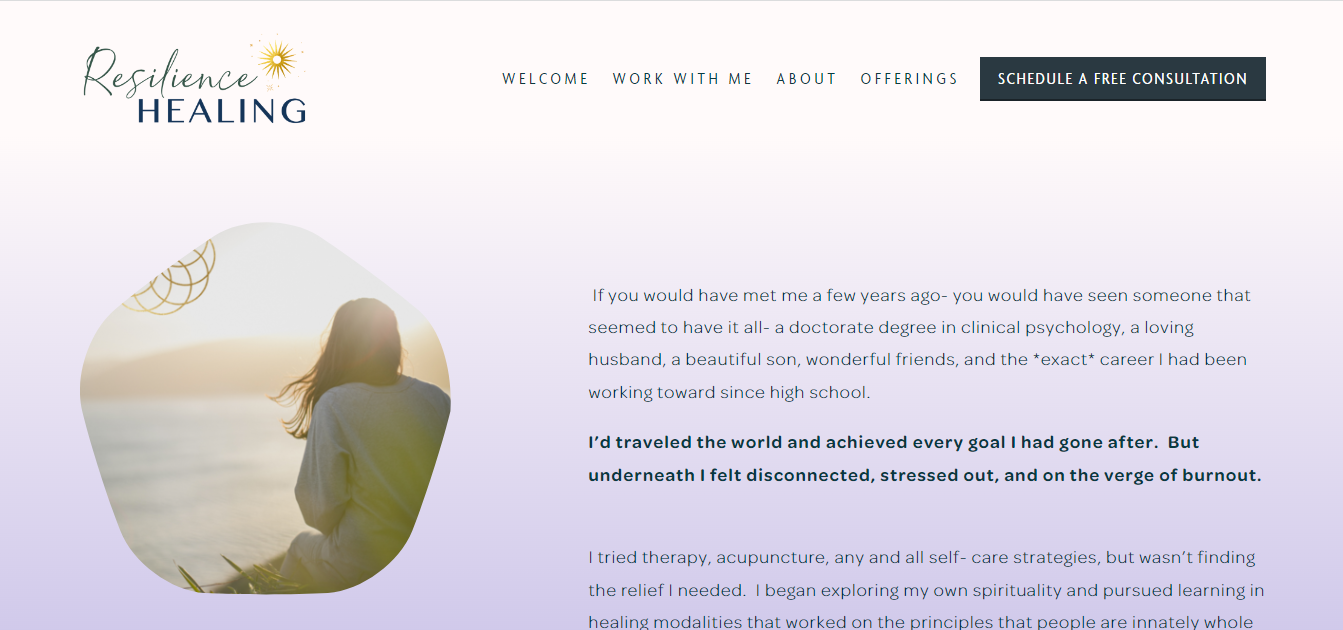 Resilience
HEALING
WELCOME WORK WITH ME ABOUT OFFERINGS SCHEDULE A FREE CONSULTATION
If you would have met me a few years ago- you would have seen someone that
seemed to have it all- a doctorate degree in clinical psychology, a loving
husband, a beautiful son, wonderful friends, and the *exact* career I had been
working toward since high school.
I’d traveled the world and achieved every goal I had gone after.  But
underneath I felt disconnected, stressed out, and on the verge of burnout.
I tried therapy, acupuncture, any and all self- care strategies, but wasn’t finding
the relief I needed.  I began exploring my own spirituality and pursued learning in
healing modalities that worked on the principles that people are innately whole